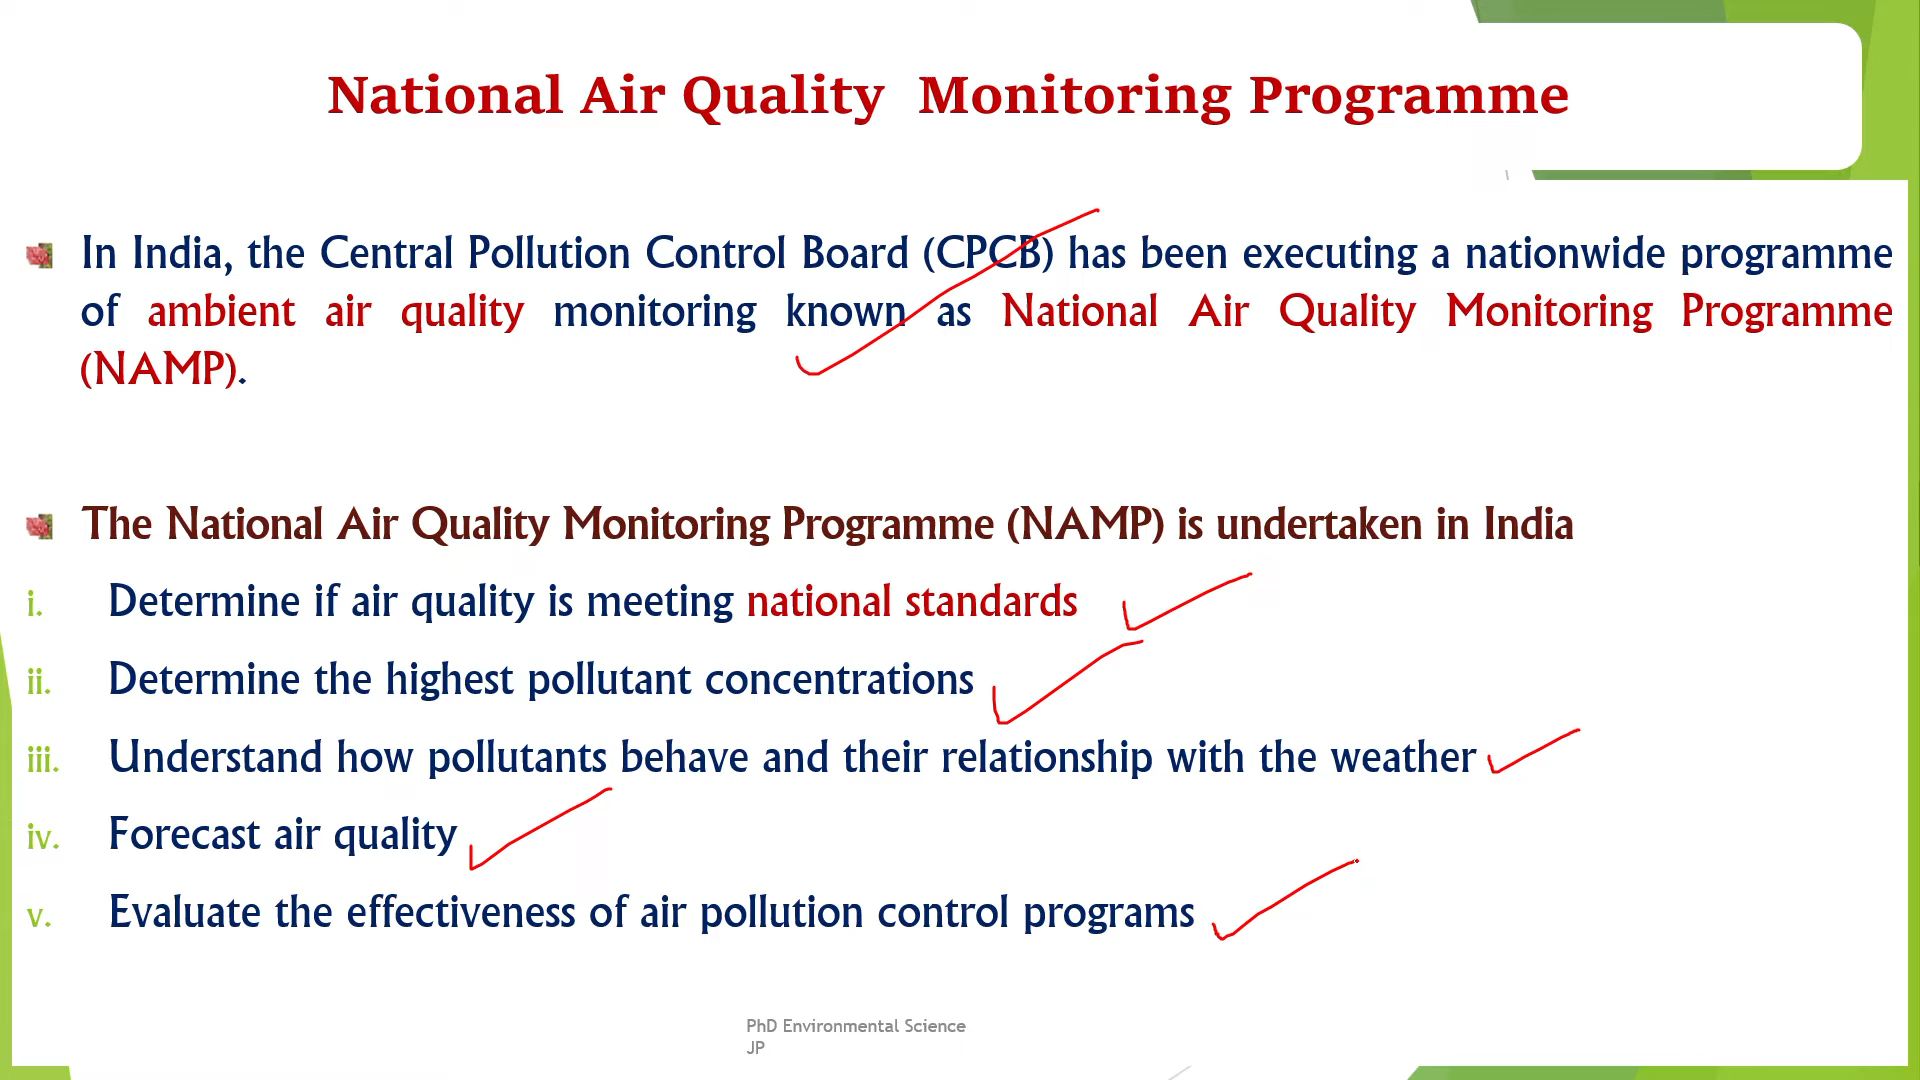 National Air Quality Monitoring Programme
In India, the Central Pollution Control Board (CPCB) has been executing a nationwide programme
of ambient air quality monitoring known as National Air Quality Monitoring Programme
(NAMP).
The National Air Quality Monitoring Programme (NAMP) is undertaken in India
i. Determine if air quality is meeting national standards
ii. Determine the highest pollutant concentrations
iii. Understand how pollutants behave and their relationship with the weather
iv. Forecast air quality
v. Evaluate the effectiveness of air pollution control programs
PhD Environmental Science
JP